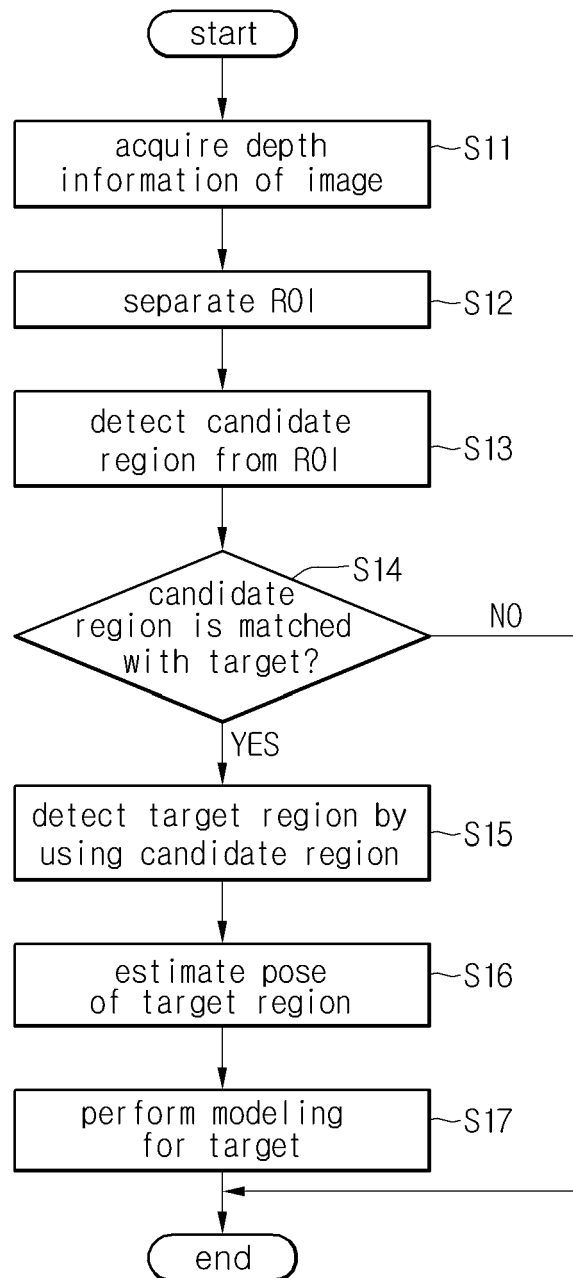 start
acquire depth
information of image
S11
separate ROI
S12
detect candidate
region from ROI
S13
S14
candidate
region is matched
with target?
NO
YES
detect target region by
using candidate region
S15
estimate pose
of target region
S16
perform modeling
for target
S17
end